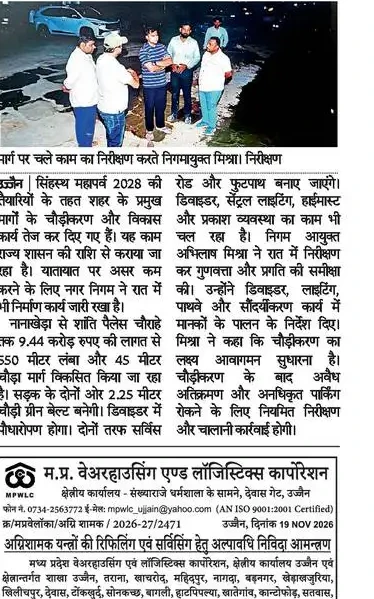 मार्ग पर चले काम का निरीक्षण करते निगमायुक्त मिश्रा। निरीक्षण
उज्जैन | सिंहस्थ महापर्व 2028 की
तैयारियों के तहत शहर के प्रमुख
मार्गों के चौड़ीकरण और विकास
कार्य तेज कर दिए गए हैं। यह काम
राज्य शासन की राशि से कराया जा
रहा है। यातायात पर असर कम
करने के लिए नगर निगम ने रात में
भी निर्माण कार्य जारी रखा है।
नानाखेड़ा से शांति पैलेस चौराहे
तक 9.44 करोड़ रुपए की लागत से
550 मीटर लंबा और 45 मीटर
चौड़ा मार्ग विकसित किया जा रहा
है। सड़क के दोनों ओर 2.25 मीटर
चौड़ी ग्रीन बेल्ट बनेगी। डिवाइडर में
पौधारोपण होगा। दोनों तरफ सर्विस
रोड और फुटपाथ बनाए जाएंगे।
डिवाइडर, सेंट्रल लाइटिंग, हाईमास्ट
और प्रकाश व्यवस्था का काम भी
चल रहा है। निगम आयुक्त
अभिलाष मिश्रा ने रात में निरीक्षण
कर गुणवत्ता और प्रगति की समीक्षा
की। उन्होंने डिवाइडर, लाइटिंग,
पाथवे और सौंदर्यीकरण कार्य में
मानकों के पालन के निर्देश दिए।
मिश्रा ने कहा कि चौड़ीकरण का
लक्ष्य आवागमन सुधारना है।
चौड़ीकरण के बाद अवैध
अतिक्रमण और अनधिकृत पार्किंग
रोकने के लिए नियमित निरीक्षण
और चालानी कार्रवाई होगी।
म.प्र. वेअरहाउसिंग एण्ड लॉजिस्टिक्स कार्पोरेशन
MPWLC
क्षेत्रीय कार्यालय - संख्याराजे धर्मशाला के सामने, देवास गेट, उज्जैन
फोन नं. 0734-2563772 ई-मेल: mpwlc_ujjain@yahoo.com (AN ISO 9001:2001 Certified)
क्र/मप्रवेलॉका/अग्नि शामक / 2026-27/2471 उज्जैन, दिनांक 19 NOV 2026
अग्निशामक यन्त्रों की रिफिलिंग एवं सर्विसिंग हेतु अल्पावधि निविदा आमन्त्रण
मध्य प्रदेश वेअरहाउसिंग एवं लॉजिस्टिक्स कार्पोरेशन, क्षेत्रीय कार्यालय उज्जैन एवं
क्षेत्रान्तर्गत शाखा उज्जैन, तराना, खाचरोद, महिदपुर, नागदा, बड़नगर, खेड़ाखजुरिया,
खिलीचपुर, देवास, टोंकखुर्द, सोनकच्छ, बागली, हाटपिपल्या, खातेगांव, कान्टोफोड़, सतवास,